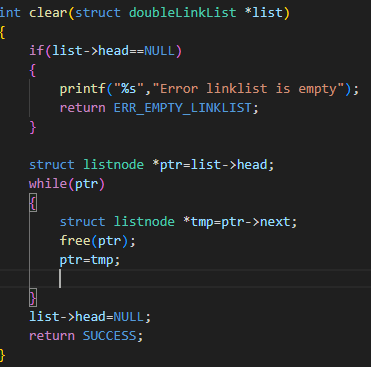 int clear(struct doubleLinkList *list)
{
    if(list->head==NULL)
    {
        printf("%s","Error linklist is empty");
        return ERR_EMPTY_LINKLIST;
    }

    struct listnode *ptr=list->head;
    while(ptr)
    {
        struct listnode *tmp=ptr->next;
        free(ptr);
        ptr=tmp;

    }
    list->head=NULL;
    return SUCCESS;
}